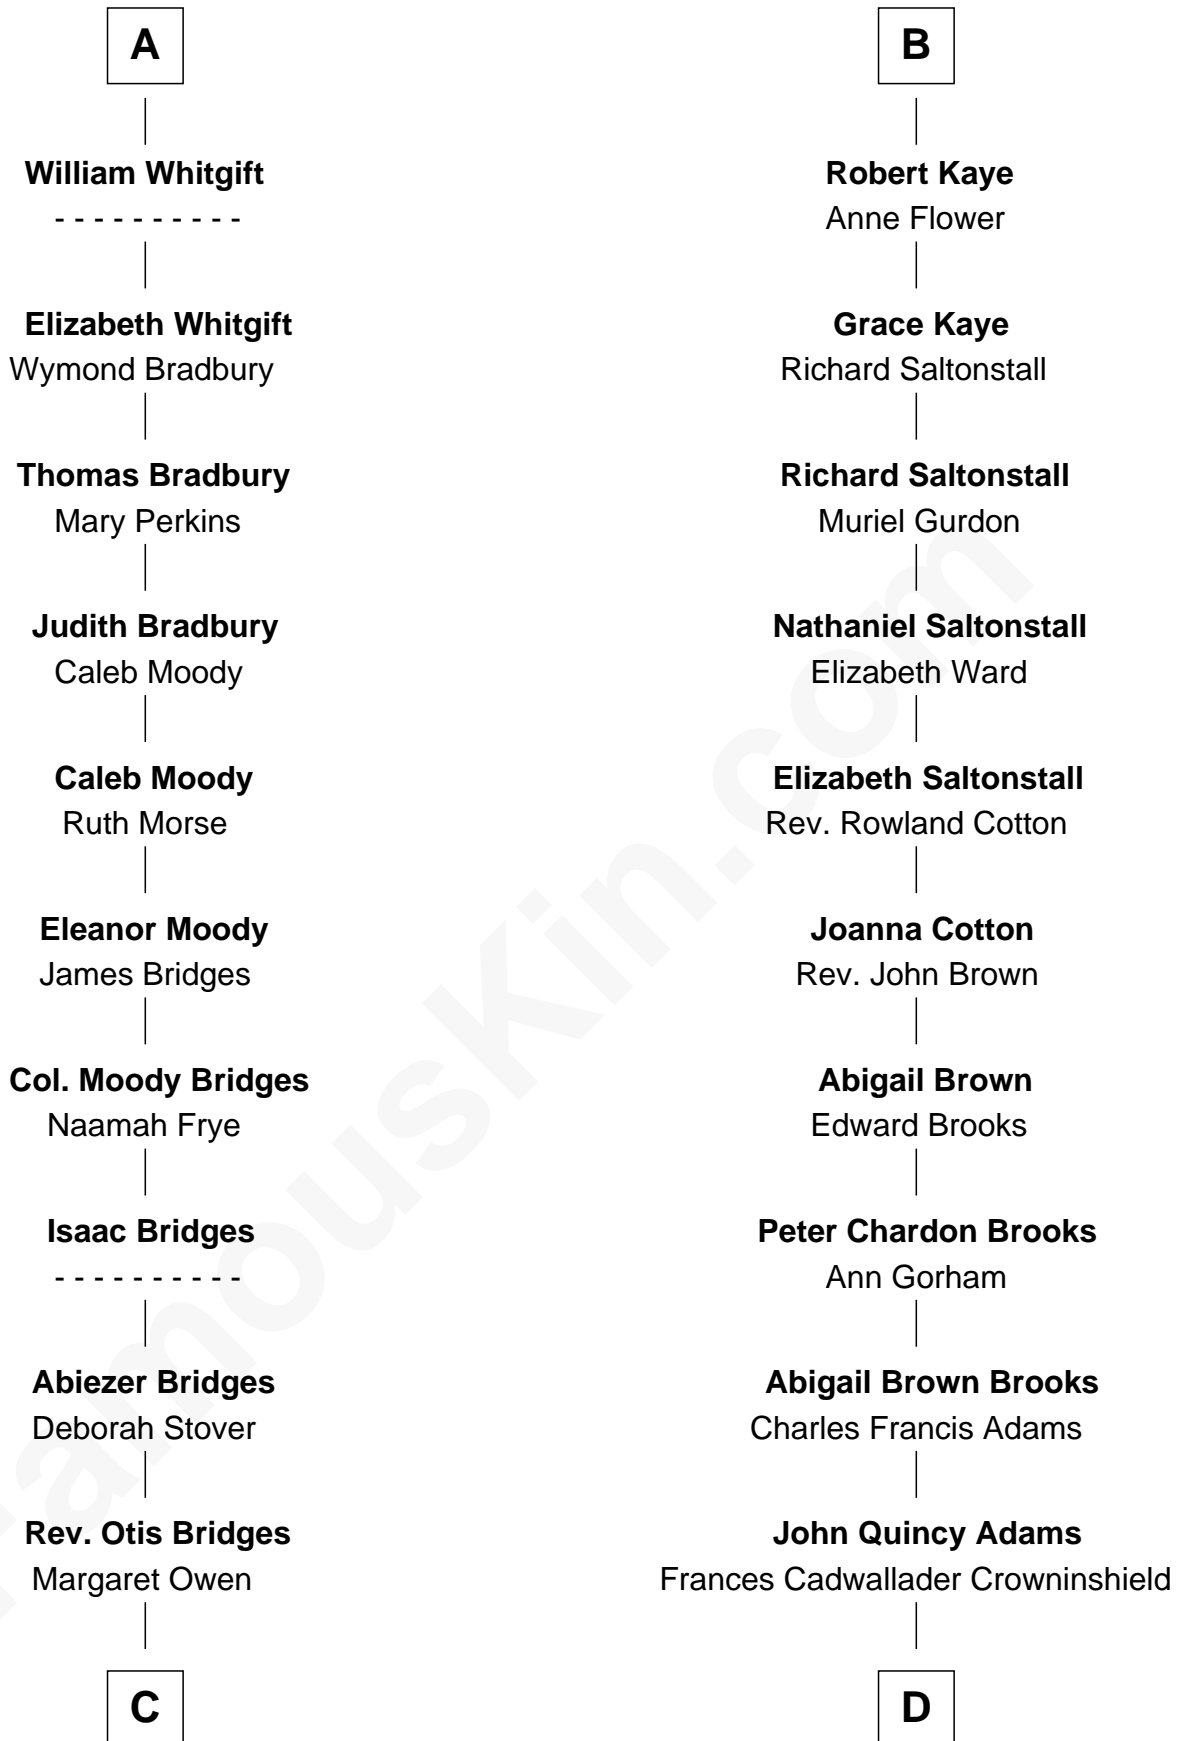 A
William Whitgift
- - - - - - - - - -
Elizabeth Whitgift
Wymond Bradbury
Thomas Bradbury
Mary Perkins
Judith Bradbury
Caleb Moody
Caleb Moody
Ruth Morse
Eleanor Moody
James Bridges
Col. Moody Bridges
Naamah Frye
Isaac Bridges
- - - - - - - - - -
Abiezer Bridges
Deborah Stover
Rev. Otis Bridges
Margaret Owen
C
B
Robert Kaye
Anne Flower
Grace Kaye
Richard Saltonstall
Richard Saltonstall
Muriel Gurdon
Nathaniel Saltonstall
Elizabeth Ward
Elizabeth Saltonstall
Rev. Rowland Cotton
Joanna Cotton
Rev. John Brown
Abigail Brown
Edward Brooks
Peter Chardon Brooks
Ann Gorham
Abigail Brown Brooks
Charles Francis Adams
John Quincy Adams
Frances Cadwallader Crowninshield
D
FamousKin.com